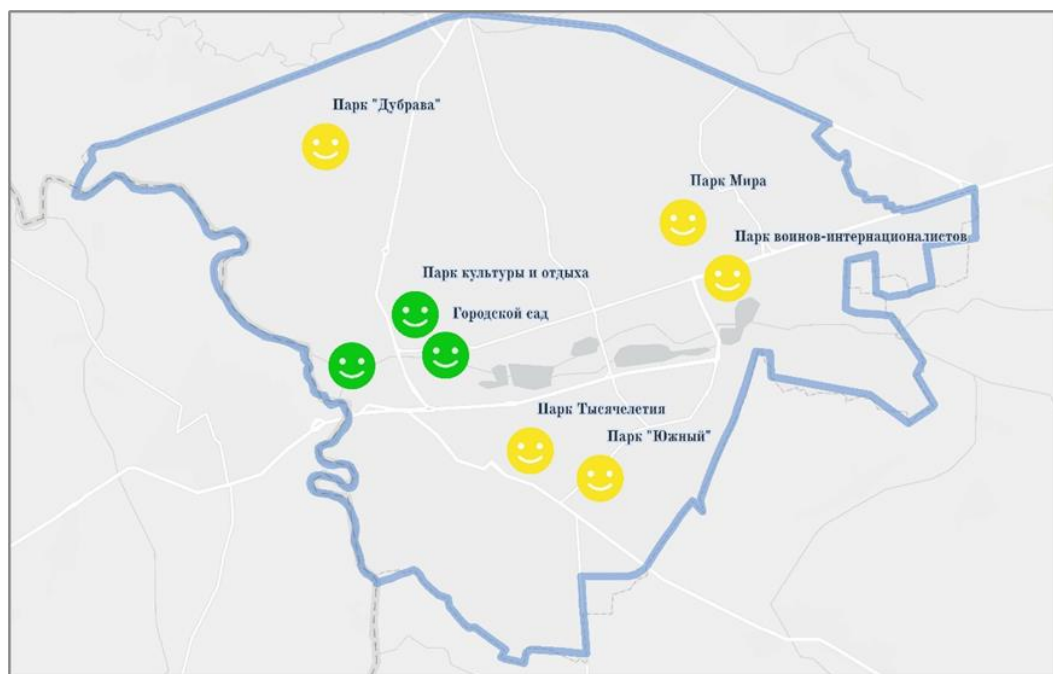 Парк "Дубрава"
Парк Мира
Парк воинов-интернационалистов
Парк культуры и отдыха
Городской сад
Парк Тысячелетия
Парк "Южный"